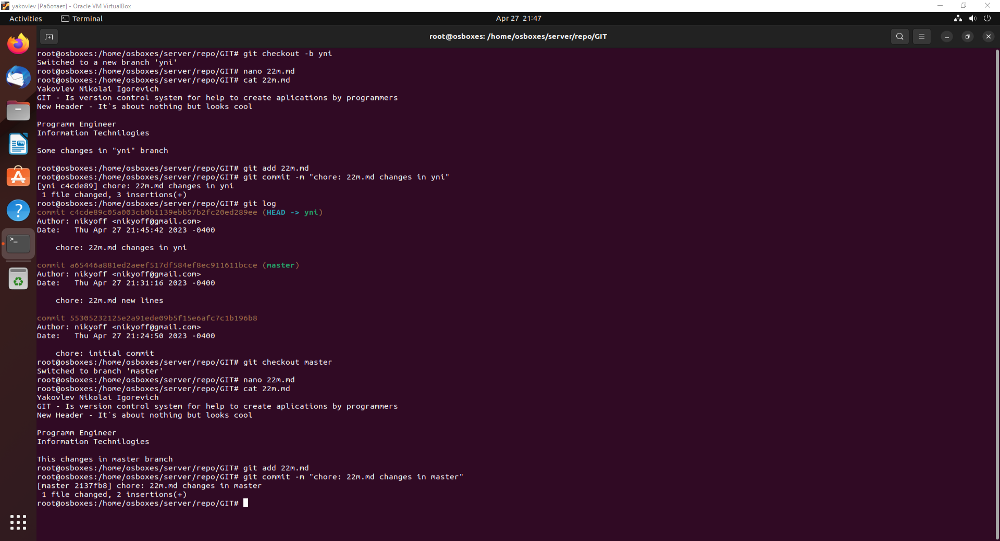 yakovlev [Работает] - Oracle VM VirtualBox
Activities
Terminal
Apr 27 21:47
root@osboxes: /home/osboxes/server/repo/GIT
root@osboxes:/home/osboxes/server/repo/GIT# git checkout -b yni
Switched to a new branch 'yni'
root@osboxes:/home/osboxes/server/repo/GIT# nano 22m.md
root@osboxes:/home/osboxes/server/repo/GIT# cat 22m.md
Yakovlev Nikolai Igorevich
GIT - Is version control system for help to create aplications by programmers
New Header - It`s about nothing but looks cool
Programm Engineer
Information Technilogies
Some changes in "yni" branch
root@osboxes:/home/osboxes/server/repo/GIT# git add 22m.md
root@osboxes:/home/osboxes/server/repo/GIT# git commit -m "chore: 22m.md changes in yni"
[yni c4cde89] chore: 22m.md changes in yni
 1 file changed, 3 insertions(+)
root@osboxes:/home/osboxes/server/repo/GIT# git log
commit c4cde89c05a003cb0b1139ebb57b2fc20ed289ee (HEAD -> yni)
Author: nikyoff <nikyoff@gmail.com>
Date:   Thu Apr 27 21:45:42 2023 -0400
    chore: 22m.md changes in yni
commit a65446a881ed2aeef517df584ef8ec911611bcce (master)
Author: nikyoff <nikyoff@gmail.com>
Date:   Thu Apr 27 21:31:16 2023 -0400
    chore: 22m.md new lines
commit 55305232125e2a91ede09b5f15e6afc7c1b196b8
Author: nikyoff <nikyoff@gmail.com>
Date:   Thu Apr 27 21:24:50 2023 -0400
    chore: initial commit
root@osboxes:/home/osboxes/server/repo/GIT# git checkout master
Switched to branch 'master'
root@osboxes:/home/osboxes/server/repo/GIT# nano 22m.md
root@osboxes:/home/osboxes/server/repo/GIT# cat 22m.md
Yakovlev Nikolai Igorevich
GIT - Is version control system for help to create aplications by programmers
New Header - It`s about nothing but looks cool
Programm Engineer
Information Technilogies
This changes in master branch
root@osboxes:/home/osboxes/server/repo/GIT# git add 22m.md
root@osboxes:/home/osboxes/server/repo/GIT# git commit -m "chore: 22m.md changes in master"
[master 2137fb8] chore: 22m.md changes in master
 1 file changed, 2 insertions(+)
root@osboxes:/home/osboxes/server/repo/GIT#